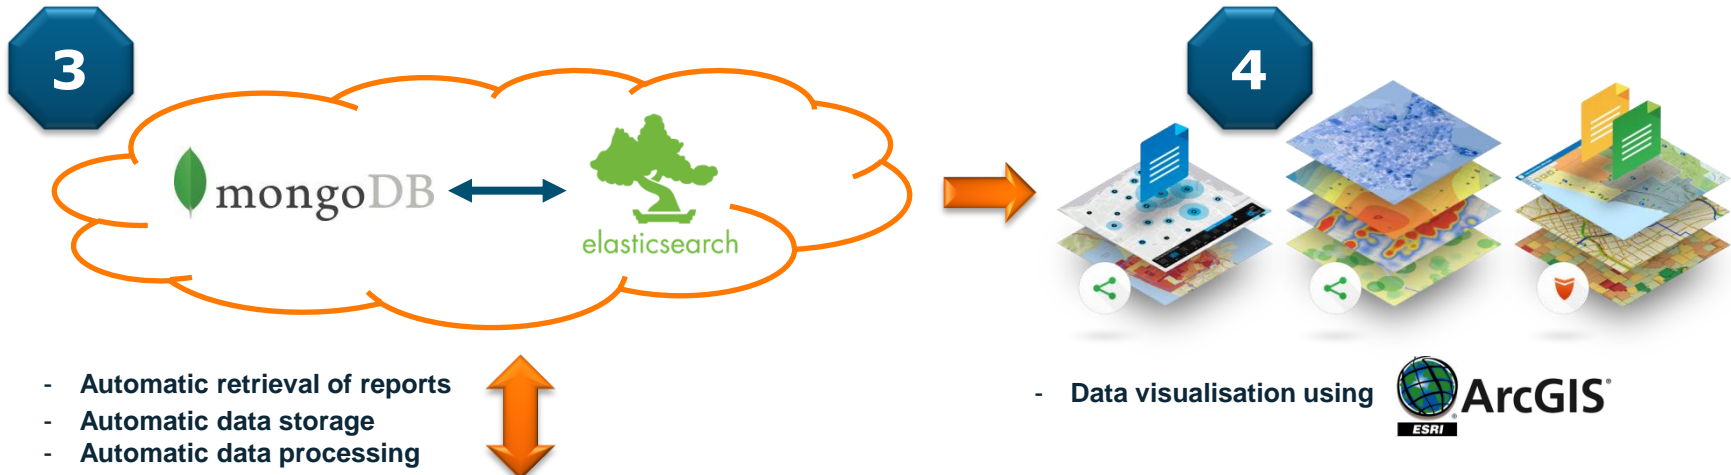 3
mongoDB
elasticsearch
- Automatic retrieval of reports
- Automatic data storage
- Automatic data processing
4
- Data visualisation using
ArcGIS®
ESRI